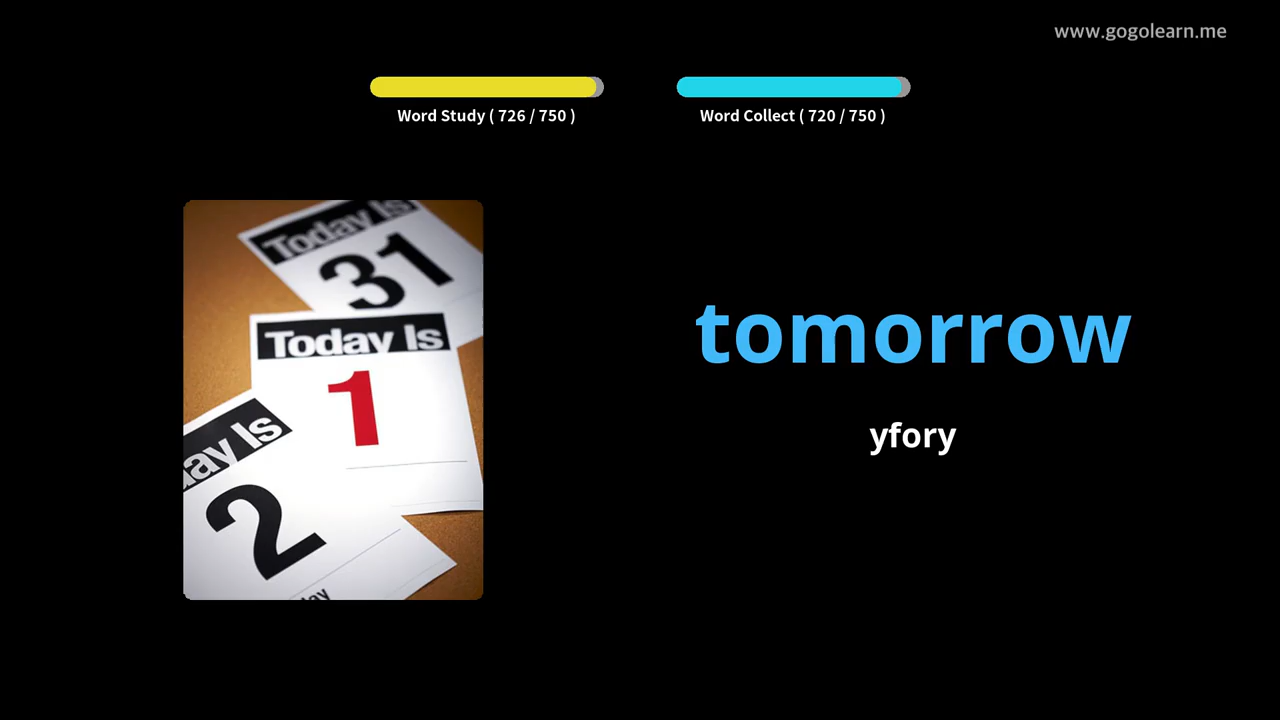 www.gogolearn.me
Word Study ( 726 / 750 )
Word Collect ( 720 / 750 )
Today Is
31
Today Is
1
ay Is
2
tomorrow
yfory